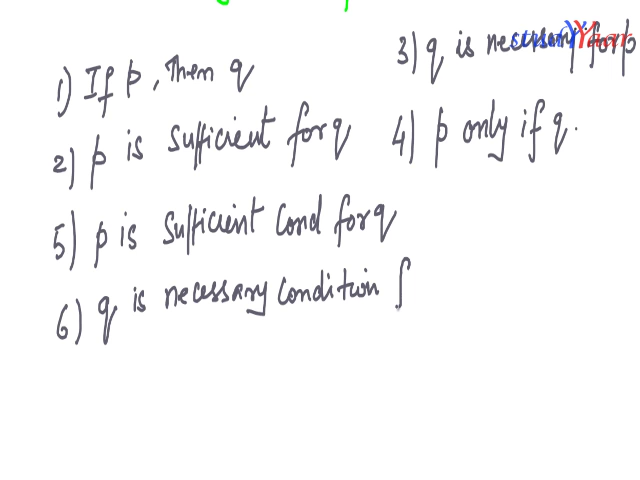 1) If p, Then q
2) p is sufficient for q
3) q is necessary for p
4) p only if q.
5) p is sufficient Cond for q
6) q is necessary condition f